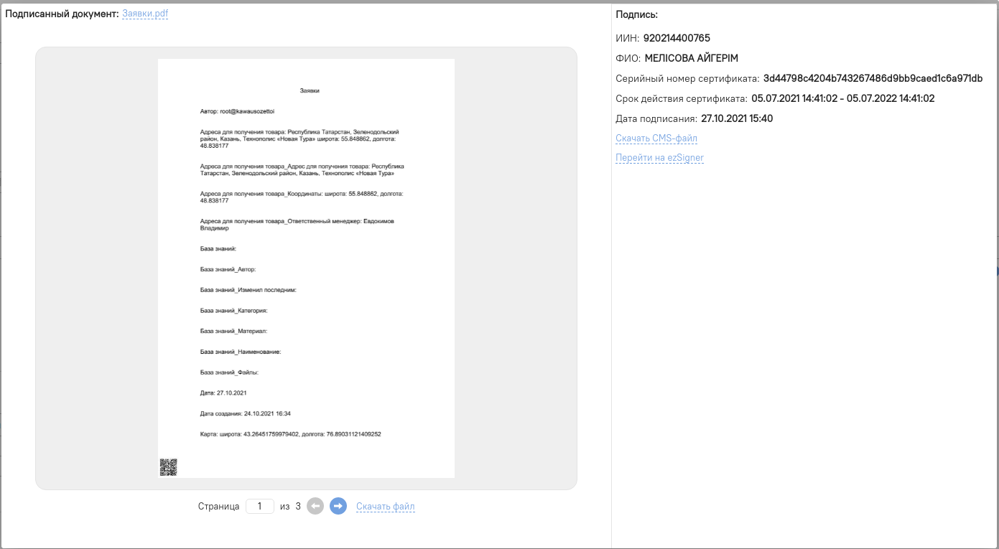 Подписанный документ: Заявки.pdf
Заявки
Автор: root@kawausozettoi
Адреса для получения товара: Республика Татарстан, Зеленодольский
район, Казань, Технополис «Новая Тура» широта: 55.848862, долгота:
48.838177
Адреса для получения товара_Адрес для получения товара: Республика
Татарстан, Зеленодольский район, Казань, Технополис «Новая Тура»
Адреса для получения товара_Координаты: широта: 55.848862, долгота:
48.838177
Адреса для получения товара_Ответственный менеджер: Евдокимов
Владимир
База знаний:
База знаний_Автор:
База знаний_Изменил последним:
База знаний_Категория:
База знаний_Материал:
База знаний_Наименование:
База знаний_Файлы:
Дата: 27.10.2021
Дата создания: 24.10.2021 16:34
Карта: широта: 43.26451759979402, долгота: 76.89031121409252
Страница 1 из 3 Скачать файл
Подпись:
ИИН: 920214400765
ФИО: МЕЛІСОВА АЙГЕРІМ
Серийный номер сертификата: 3d44798c4204b743267486d9bb9caed1c6a971db
Срок действия сертификата: 05.07.2021 14:41:02 - 05.07.2022 14:41:02
Дата подписания: 27.10.2021 15:40
Скачать CMS-файл
Перейти на ezSigner